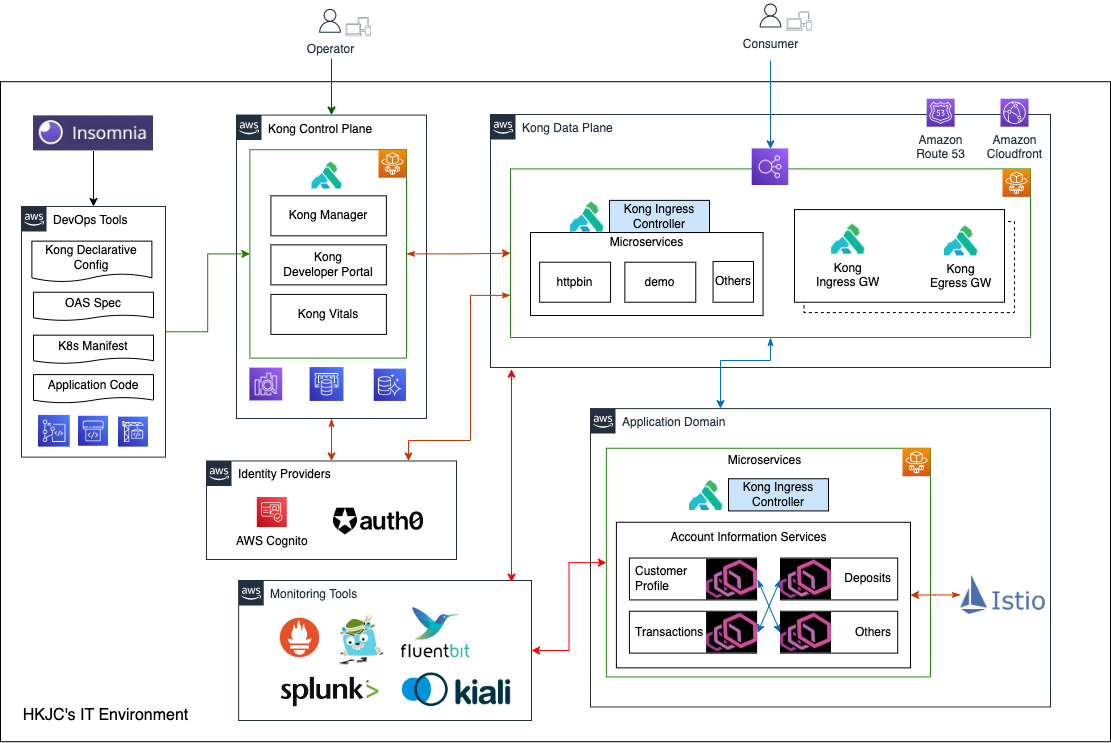 Operator
Consumer
Insomnia
aws
Kong Control Plane
aws
Kong Data Plane
53
Amazon
Route 53
Amazon
Cloudfront
aws
DevOps Tools
Kong Declarative
Config
OAS Spec
K8s Manifest
Application Code
Kong Manager
Kong
Developer Portal
Kong Vitals
Kong Ingress
Controller
Microservices
httpbin
demo
Others
Kong
Ingress GW
Kong
Egress GW
aws
Identity Providers
AWS Cognito
auth0
aws
Application Domain
Microservices
Kong Ingress
Controller
Account Information Services
Customer
Profile
Deposits
Transactions
Others
Istio
aws
Monitoring Tools
fluentbit
splunk>
kiali
HKJC's IT Environment